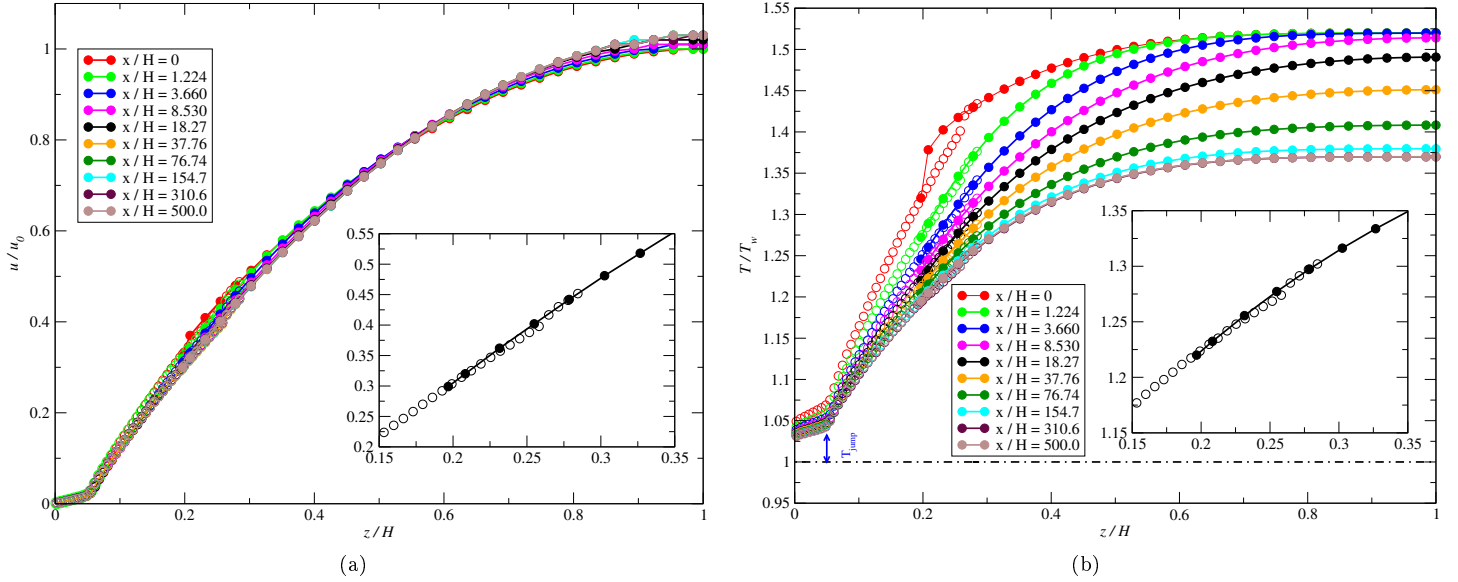 1
0.8
0.6
0.4
0.2
0
0 0.2 0.4 0.6 0.8 1
u / u0
z / H
x / H = 0
x / H = 1.224
x / H = 3.660
x / H = 8.530
x / H = 18.27
x / H = 37.76
x / H = 76.74
x / H = 154.7
x / H = 310.6
x / H = 500.0
0.55
0.5
0.45
0.4
0.35
0.3
0.25
0.2
0.15 0.2 0.25 0.3 0.35
(a)
1.55
1.5
1.45
1.4
1.35
1.3
1.25
1.2
1.15
1.1
1.05
1
0.95
0 0.2 0.4 0.6 0.8 1
T / Tw
z / H
Tjump
x / H = 0
x / H = 1.224
x / H = 3.660
x / H = 8.530
x / H = 18.27
x / H = 37.76
x / H = 76.74
x / H = 154.7
x / H = 310.6
x / H = 500.0
1.35
1.3
1.25
1.2
1.15
0.15 0.2 0.25 0.3 0.35
(b)